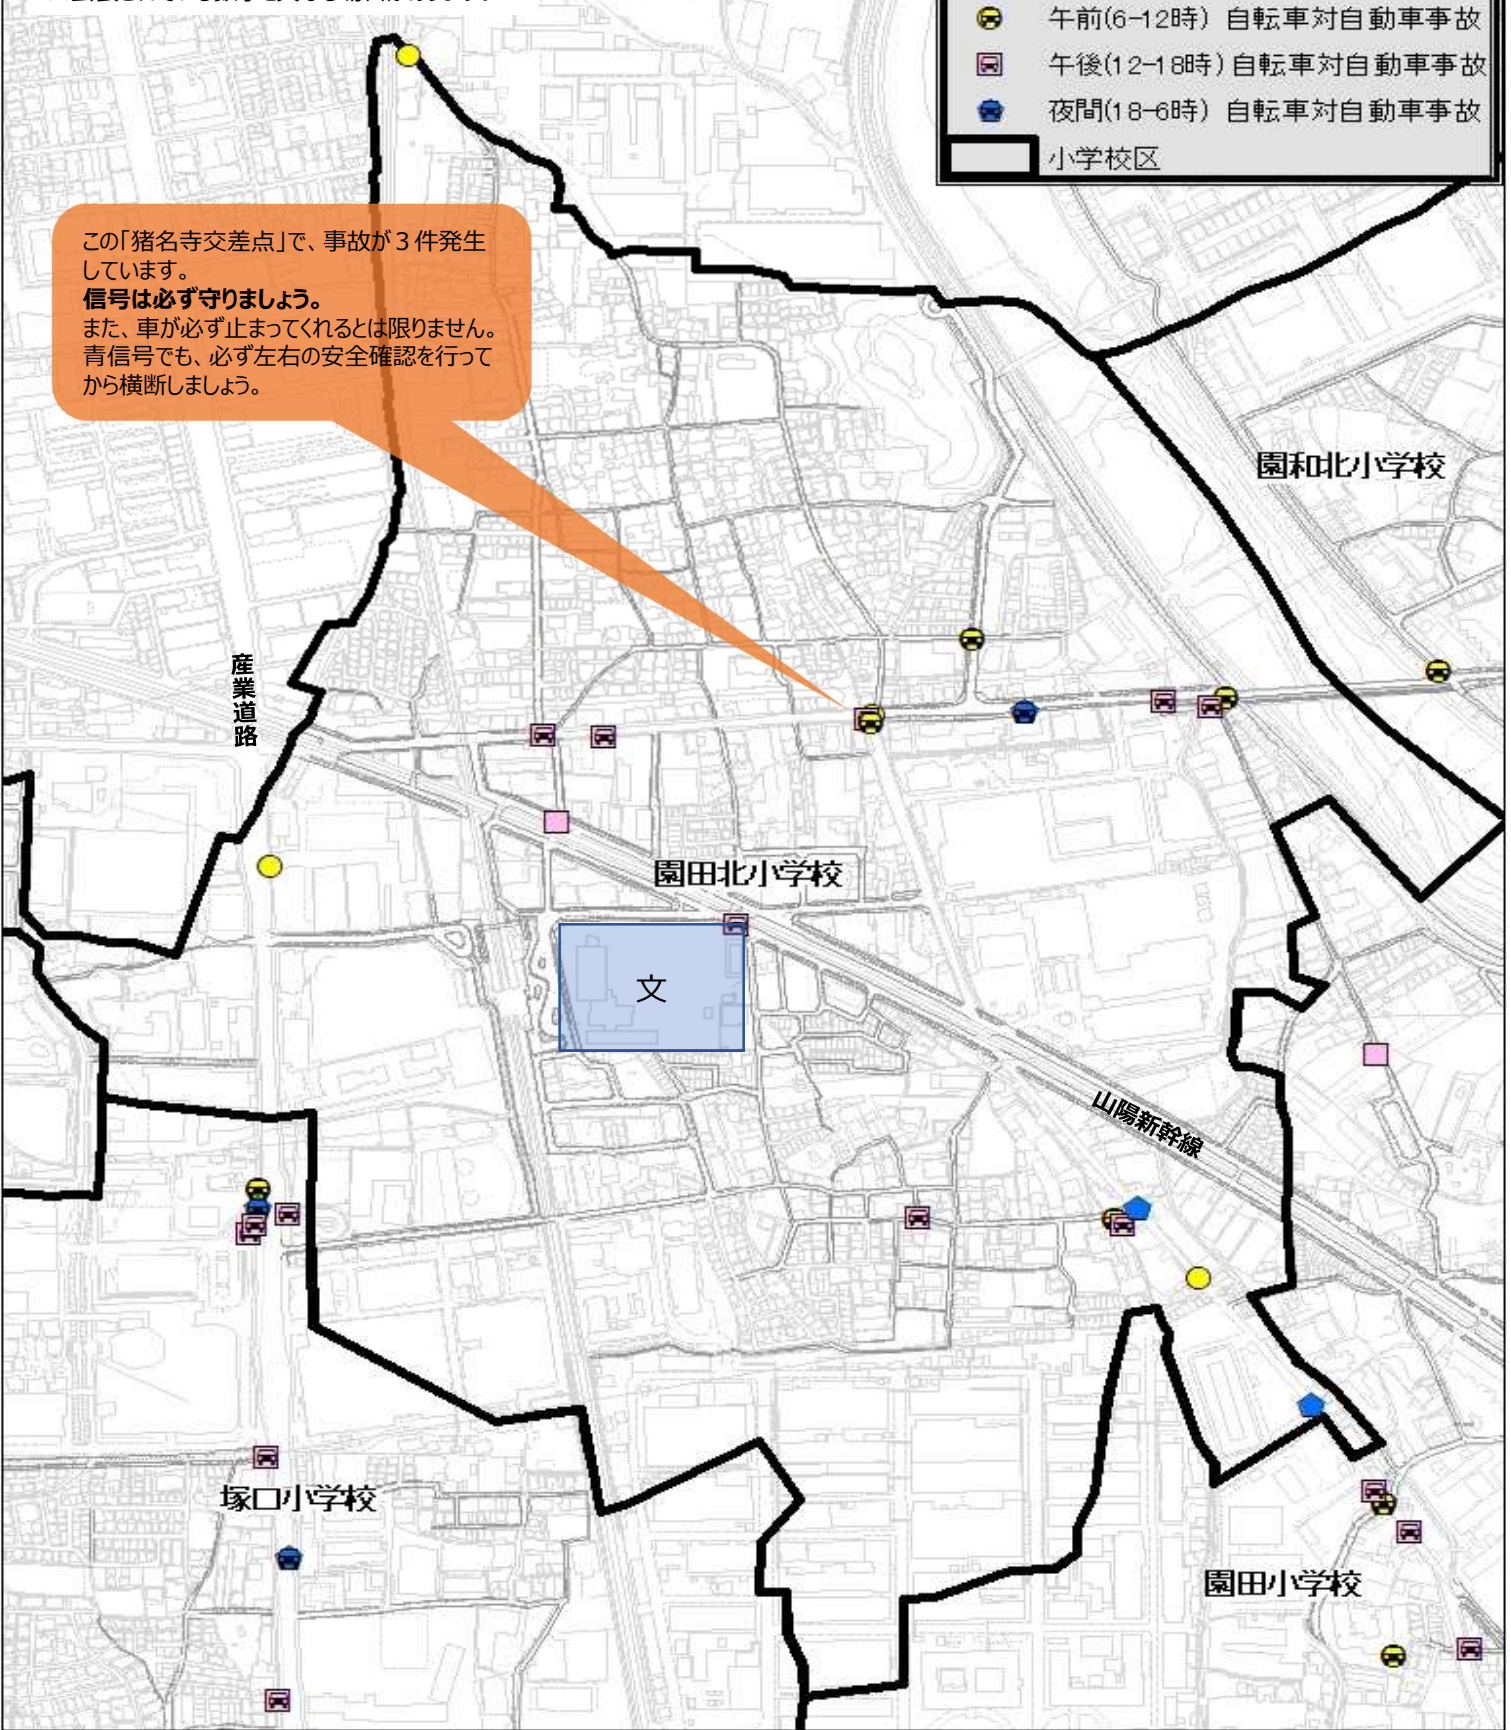 午前(6-12時) 自転車対自動車事故
午後(12-18時) 自転車対自動車事故
夜間(18-6時) 自転車対自動車事故
小学校区
この「猪名寺交差点」で、事故が3件発生
しています。
信号は必ず守りましょう。
また、車が必ず止まってくれるとは限りません。
青信号でも、必ず左右の安全確認を行って
から横断しましょう。
園和北小学校
産業道路
園田北小学校
文
山陽新幹線
塚口小学校
園田小学校